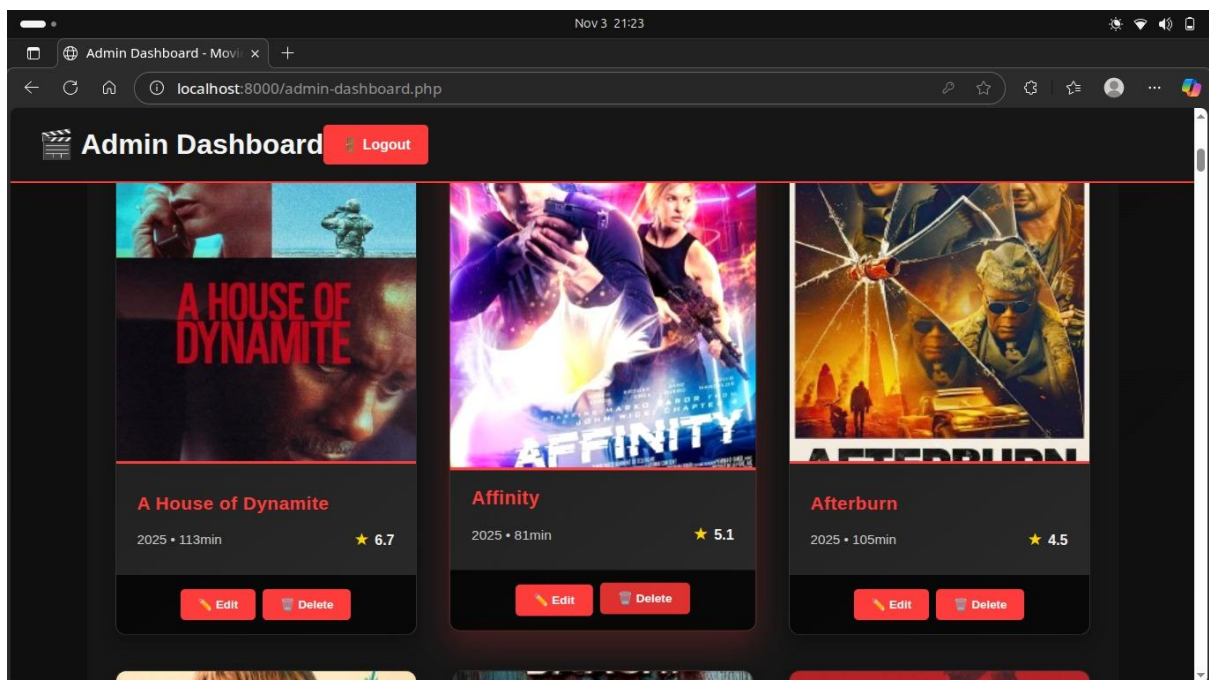 Nov 3 21:23
Admin Dashboard - Movi
localhost:8000/admin-dashboard.php
Admin Dashboard
Logout
A HOUSE OF
DYNAMITE
AFFINITY
AFTERBURN
A House of Dynamite
2025 • 113min
★ 6.7
Affinity
2025 • 81min
★ 5.1
Afterburn
2025 • 105min
★ 4.5
Edit
Delete
Edit
Delete
Edit
Delete